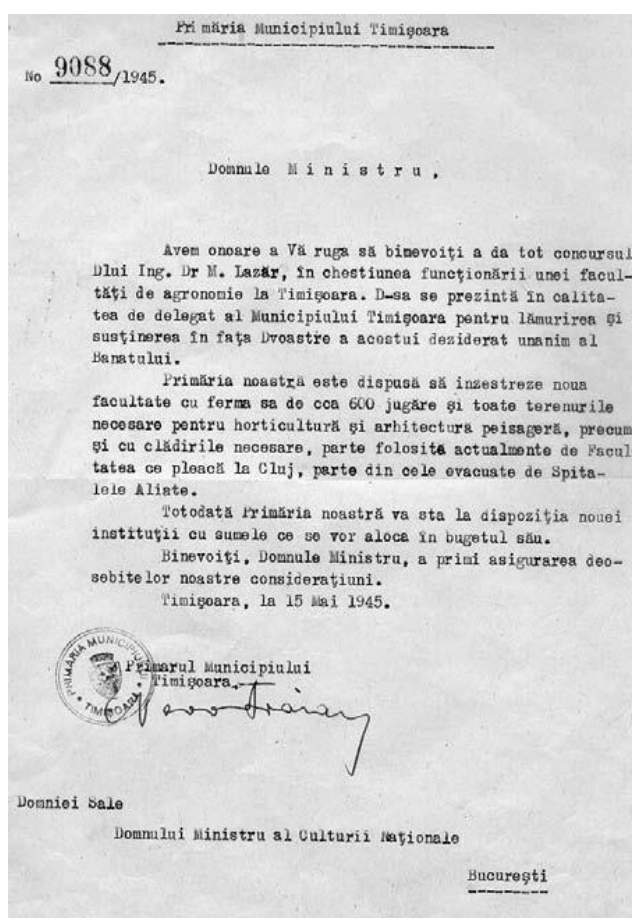 Primăria Municipiului Timişoara
No 9088/1945.
Domnule Ministru,
Avem onoare a Vă ruga să binevoiţi a da tot concursul
Dlui Ing. Dr M. Lazăr, în chestiunea funcţionării unei facul-
tăţi de agronomie la Timişoara. D-sa se prezintă în calita-
tea de delegat al Municipiului Timişoara pentru lămurirea şi
susţinerea în faţa Dvoastre a acestui deziderat unanim al
Banatului.
Primăria noastră este dispusă să inzestreze noua
facultate cu ferma sa de cca 600 jugăre şi toate terenurile
necesare pentru horticultură şi arhitectura peisageră, precum
şi cu clădirile necesare, parte folosite actualmente de Facul
tatea ce pleacă la Cluj, parte din cele evacuate de Spita-
lele Aliate.
Totodată Primăria noastră va sta la dispoziţia nouei
instituţii cu sumele ce se vor aloca în bugetul său.
Binevoiţi, Domnule Ministru, a primi asigurarea deo-
sebitelor noastre consideraţiuni.
Timişoara, la 15 Mai 1945.
PRIMĂRIA MUNICIPIULUI TIMIŞOARA
Primarul Municipiului
Timişoara.
Domniei Sale
Domnului Ministru al Culturii Naţionale
Bucureşti